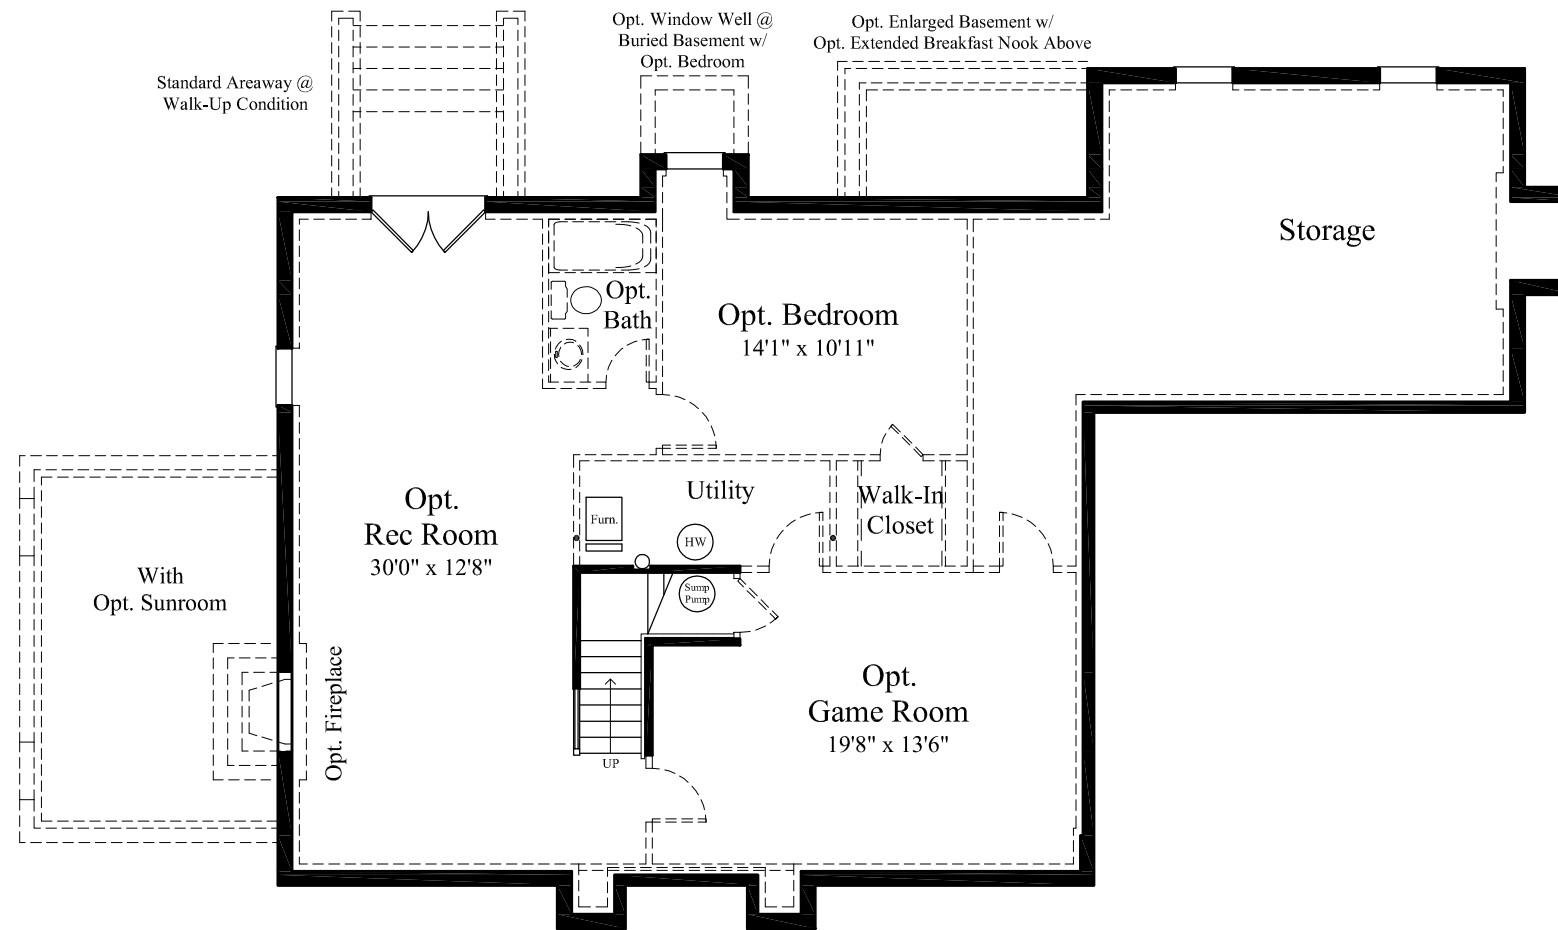 Opt. Window Well @
Buried Basement w/
Opt. Bedroom
Opt. Enlarged Basement w/
Opt. Extended Breakfast Nook Above
Standard Areaway @
Walk-Up Condition
Storage
Opt.
Bath
Opt. Bedroom
14'1" x 10'11"
Opt.
Rec Room
30'0" x 12'8"
Utility
Furn.
HW
Walk-In
Closet
Sump
Pump
With
Opt. Sunroom
Opt. Fireplace
UP
Opt.
Game Room
19'8" x 13'6"